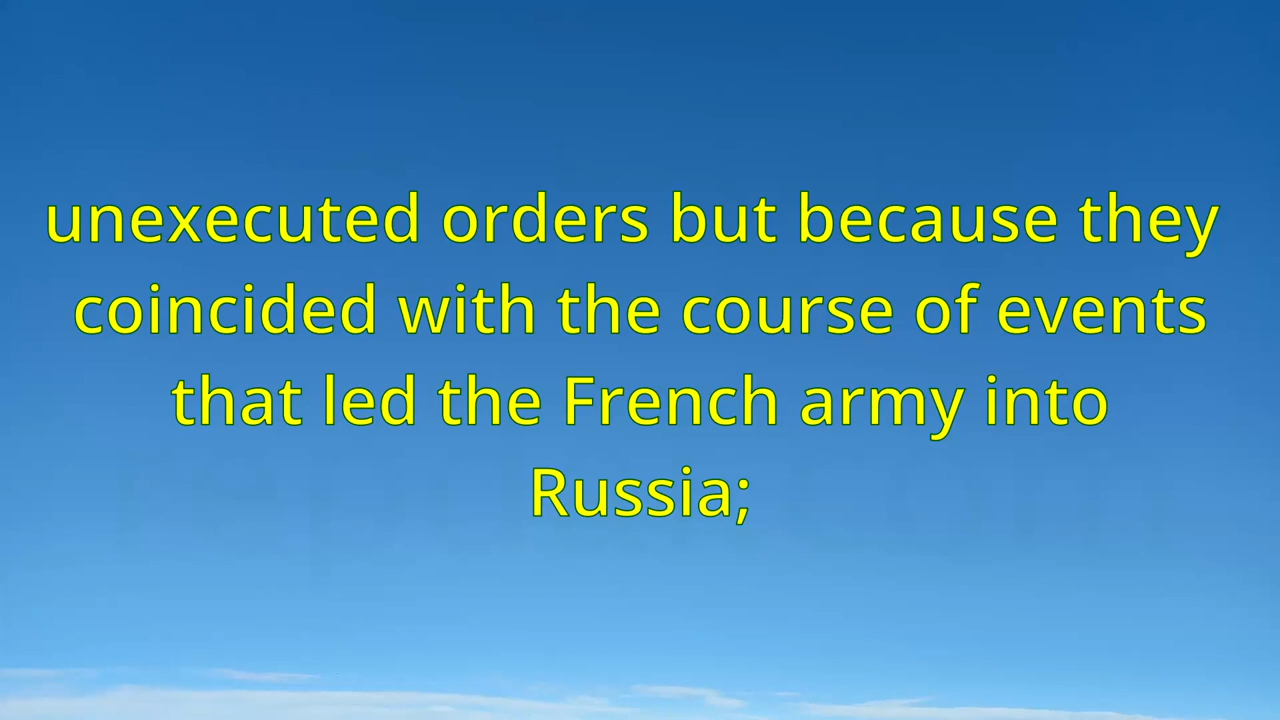 unexecuted orders but because they
coincided with the course of events
that led the French army into
Russia;